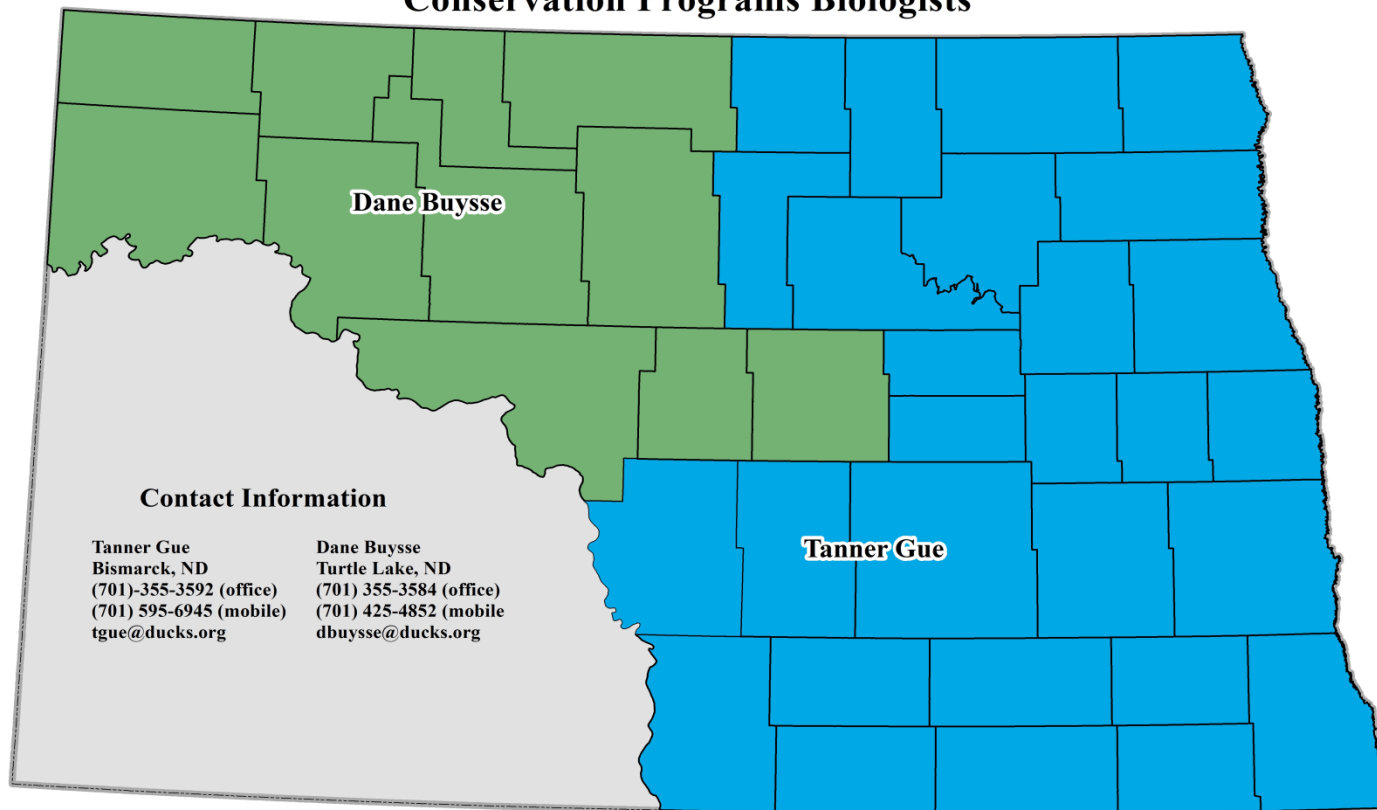 Conservation Programs Biologists
Dane Buysse
Tanner Gue
Contact Information
Tanner Gue
Bismarck, ND
(701)-355-3592 (office)
(701) 595-6945 (mobile)
tgue@ducks.org
Dane Buysse
Turtle Lake, ND
(701) 355-3584 (office)
(701) 425-4852 (mobile
dbuysse@ducks.org